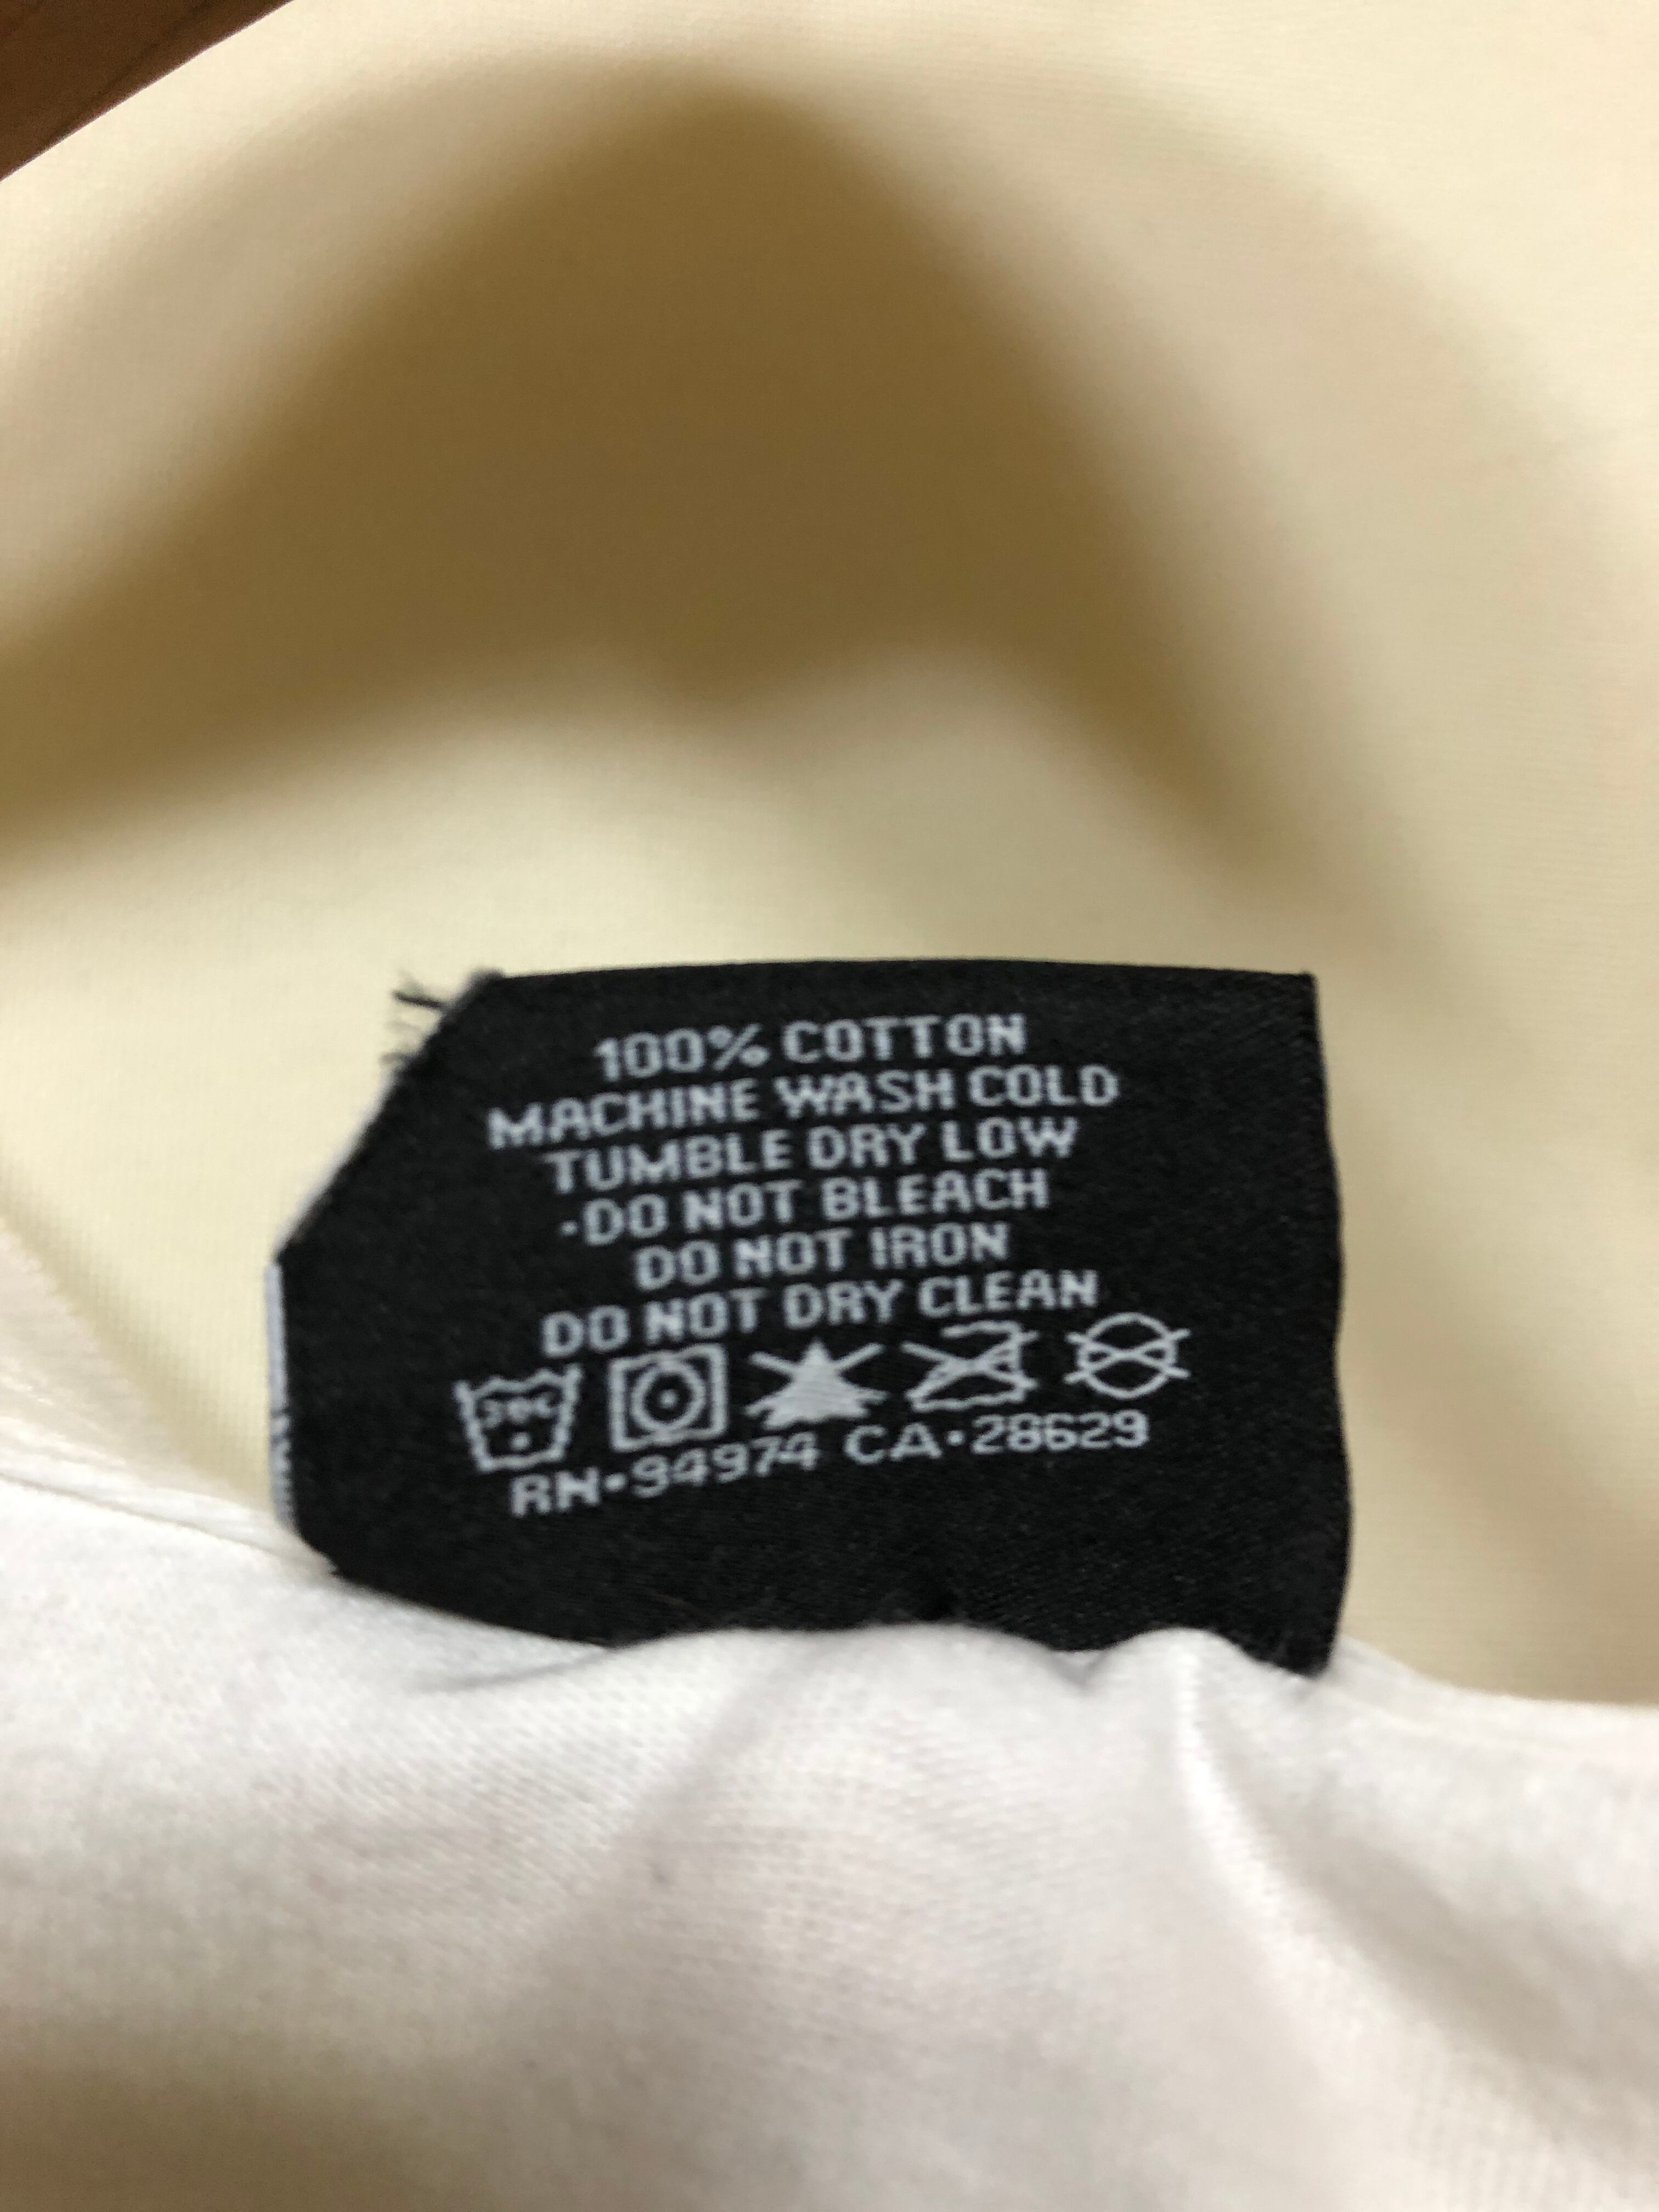 100% COTTON
MACHINE WASH COLD
TUMBLE DRY LOW
-DO NOT BLEACH
DO NOT IRON
DO NOT DRY CLEAN
30C
RN•94974 CA•28629